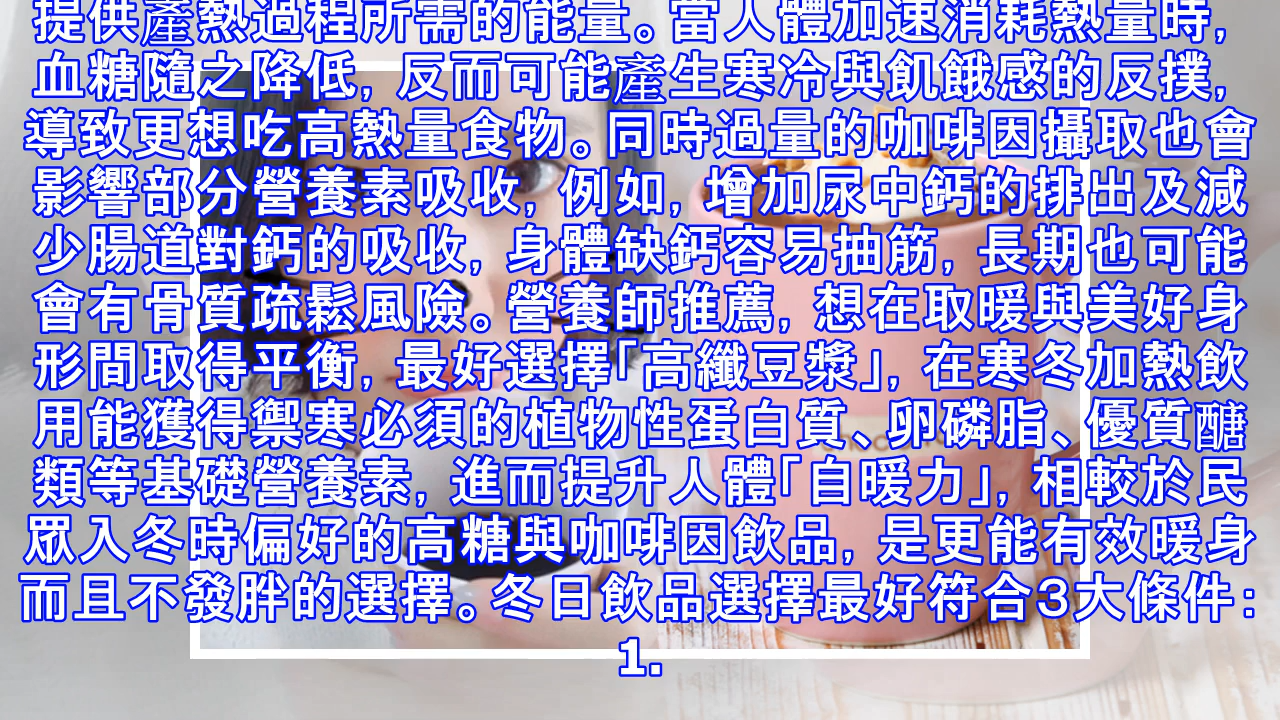 提供產熱過程所需的能量。當人體加速消耗熱量時,
血糖隨之降低, 反而可能產生寒冷與飢餓感的反撲,
導致更想吃高熱量食物。同時過量的咖啡因攝取也會
影響部分營養素吸收, 例如, 增加尿中鈣的排出及減
少腸道對鈣的吸收, 身體缺鈣容易抽筋, 長期也可能
會有骨質疏鬆風險。營養師推薦, 想在取暖與美好身
形間取得平衡, 最好選擇「高纖豆漿」, 在寒冬加熱飲
用能獲得禦寒必須的植物性蛋白質、卵磷脂、優質醣
類等基礎營養素, 進而提升人體「自暖力」, 相較於民
眾入冬時偏好的高糖與咖啡因飲品, 是更能有效暖身
而且不發胖的選擇。冬日飲品選擇最好符合3大條件:
1.